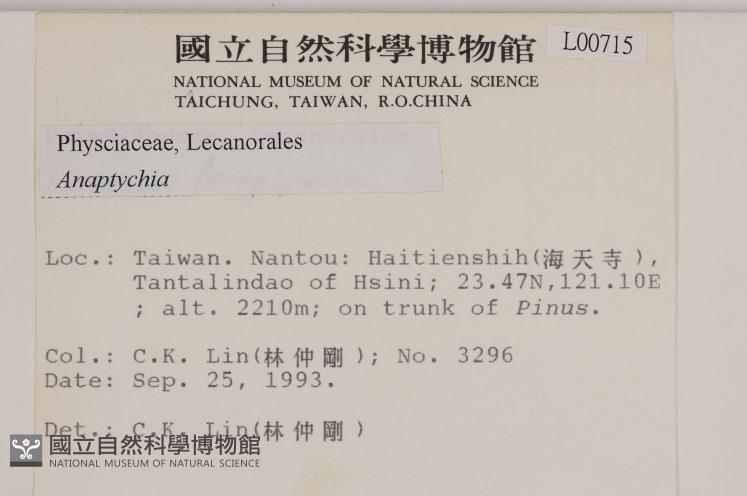 國立自然科學博物館
L00715
NATIONAL MUSEUM OF NATURAL SCIENCE
TAICHUNG, TAIWAN, R.O.CHINA
Physciaceae, Lecanorales
Anaptychia
Loc.: Taiwan. Nantou: Haitienshih(海天寺),
Tantalindao of Hsini; 23.47N,121.10E
; alt. 2210m; on trunk of Pinus.
Col.: C.K. Lin(林仲剛); No. 3296
Date: Sep. 25, 1993.
Det.: C.K. Lin(林仲剛)
國立自然科學博物館
NATIONAL MUSEUM OF NATURAL SCIENCE